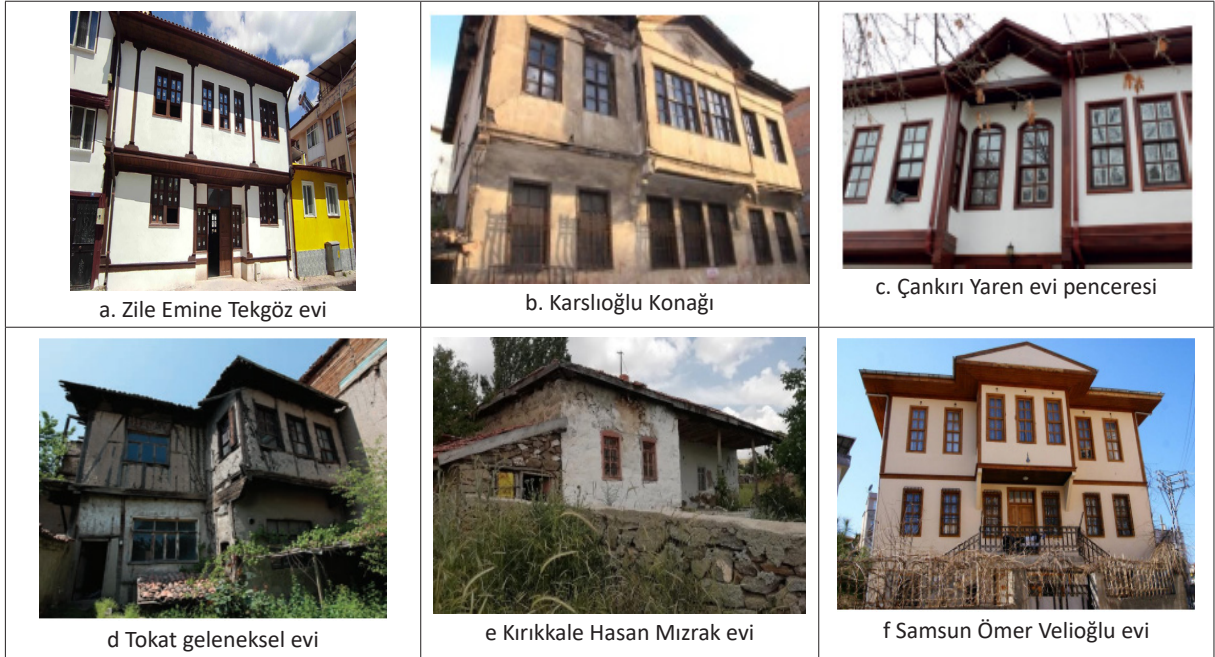 a. Zile Emine Tekgöz evi
b. Karslıoğlu Konağı
c. Çankırı Yaren evi penceresi
d Tokat geleneksel evi
e Kırıkkale Hasan Mızrak evi
f Samsun Ömer Velioğlu evi